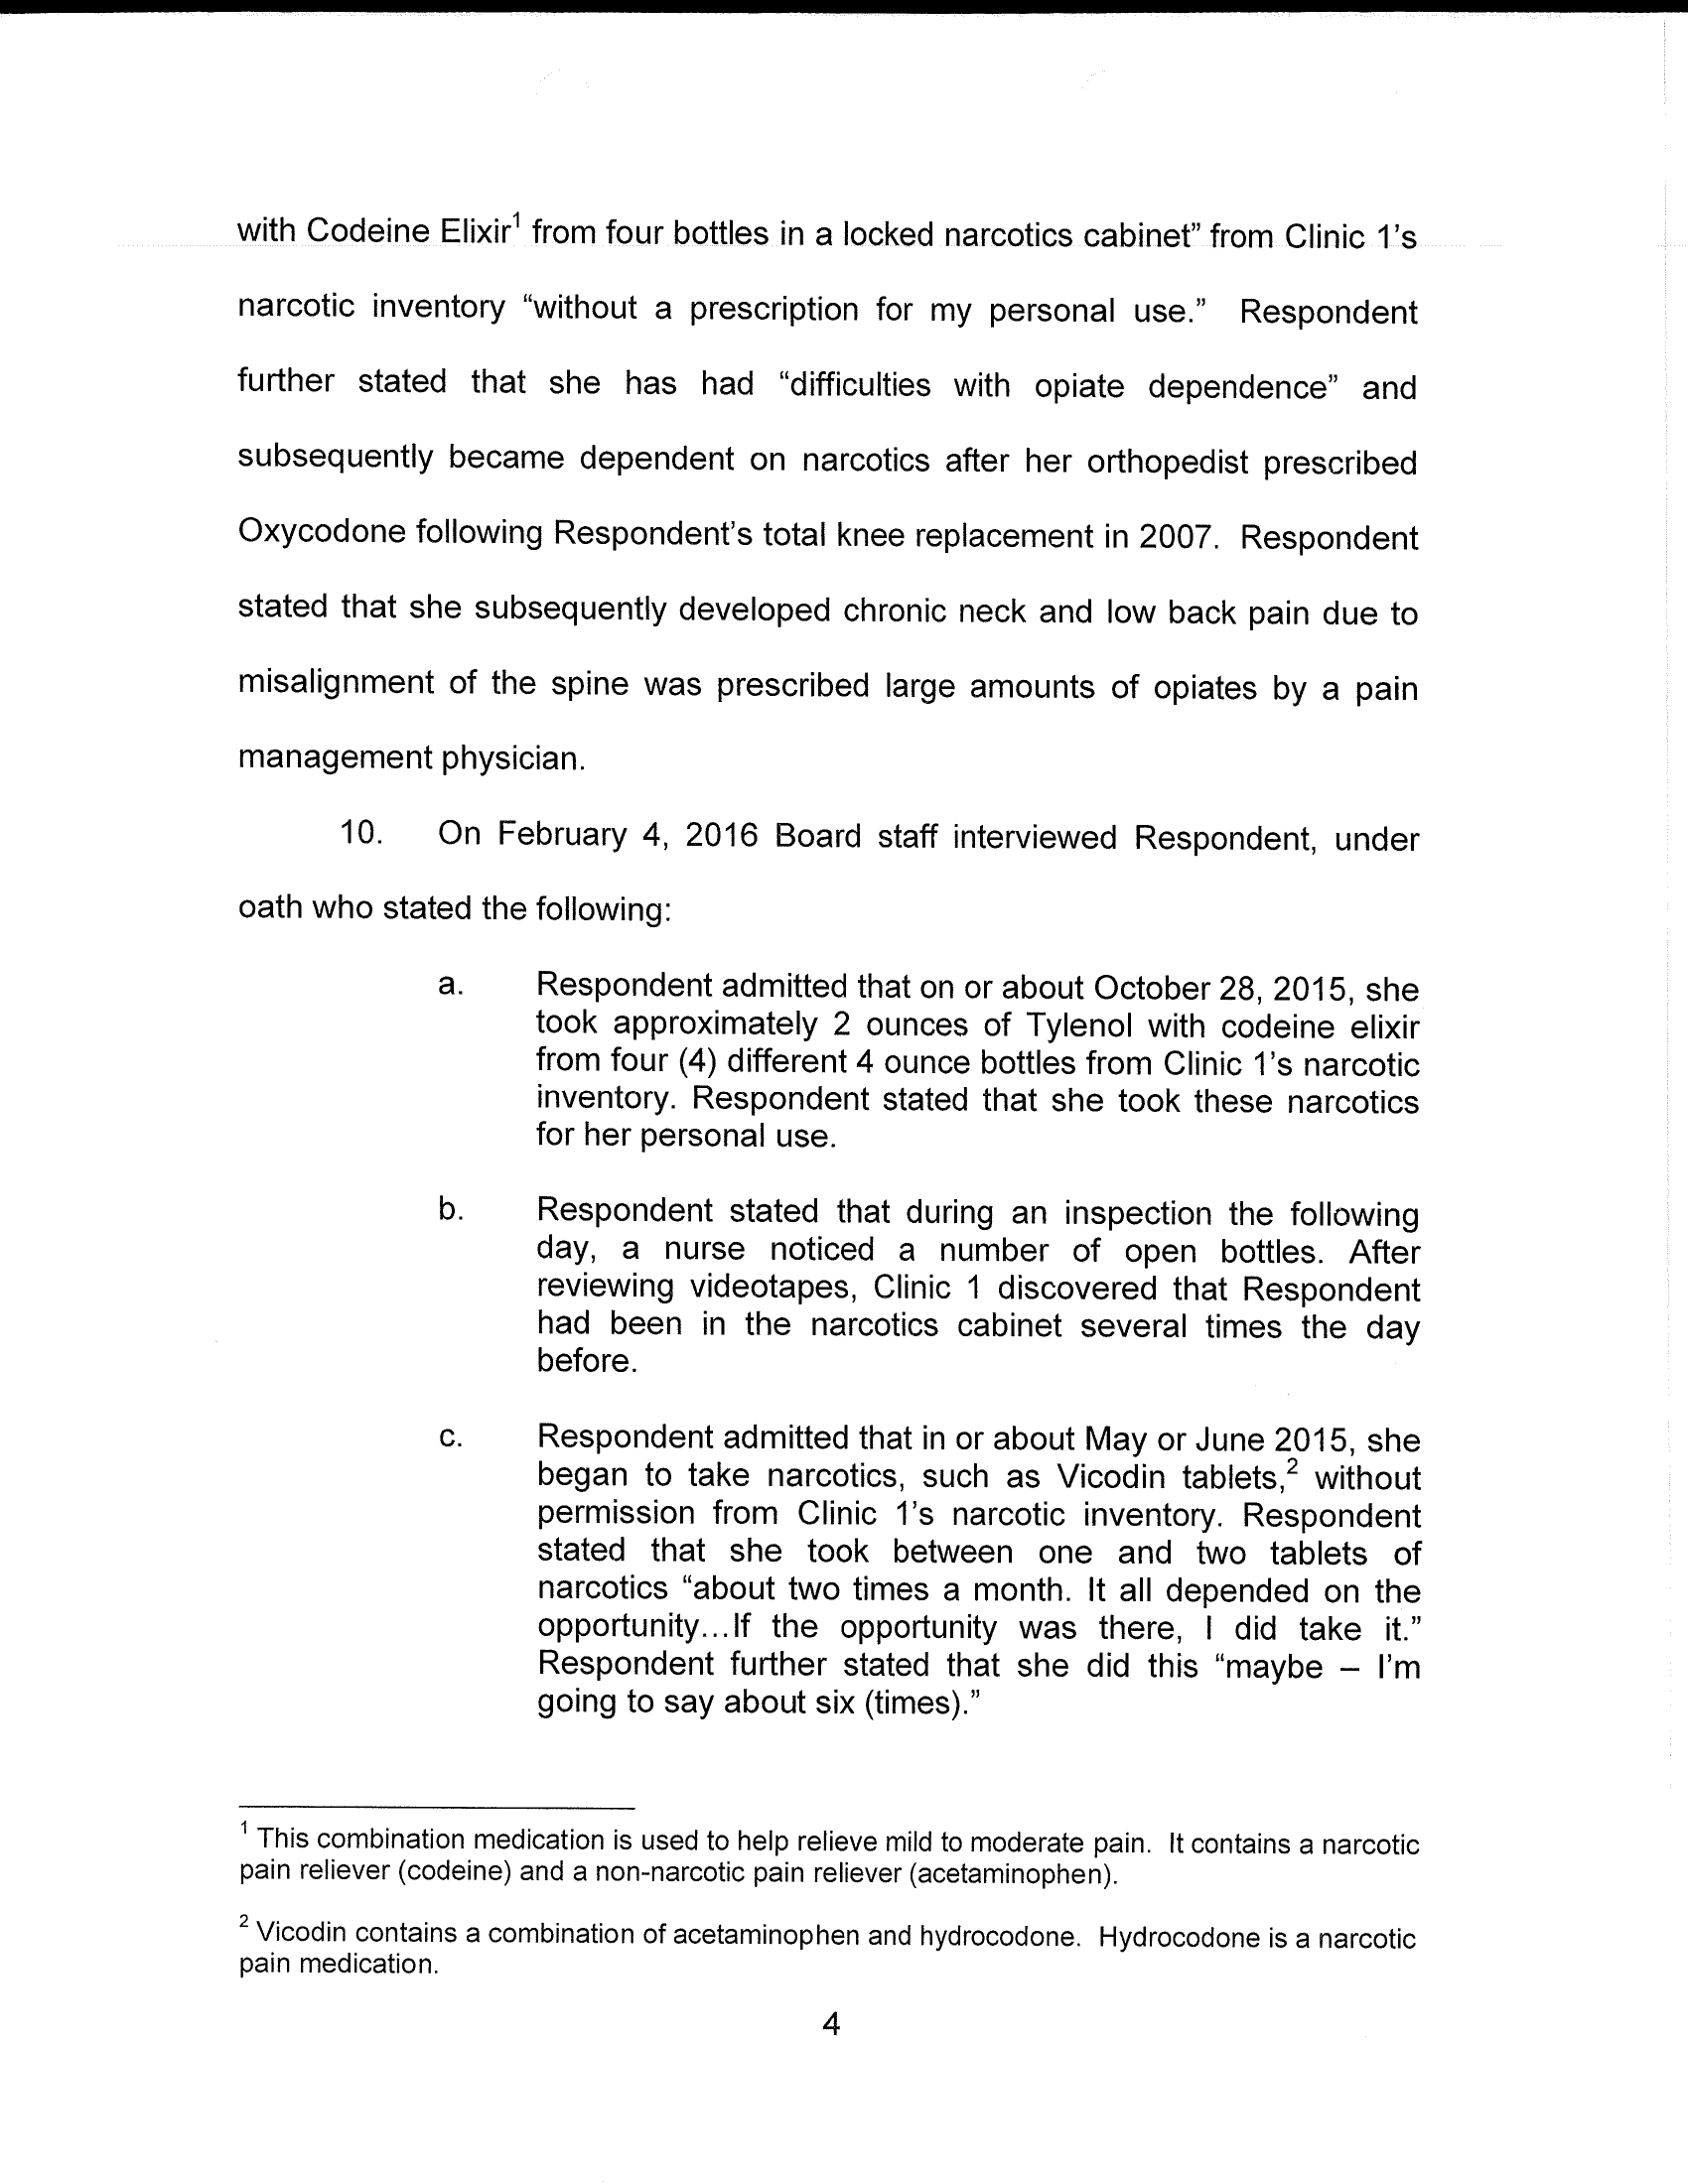 with Codeine Elixir¹ from four bottles in a locked narcotics cabinet” from Clinic 1’s
narcotic inventory “without a prescription for my personal use.” Respondent
further stated that she has had “difficulties with opiate dependence” and
subsequently became dependent on narcotics after her orthopedist prescribed
Oxycodone following Respondent’s total knee replacement in 2007. Respondent
stated that she subsequently developed chronic neck and low back pain due to
misalignment of the spine was prescribed large amounts of opiates by a pain
management physician.
10. On February 4, 2016 Board staff interviewed Respondent, under
oath who stated the following:
a. Respondent admitted that on or about October 28, 2015, she
took approximately 2 ounces of Tylenol with codeine elixir
from four (4) different 4 ounce bottles from Clinic 1’s narcotic
inventory. Respondent stated that she took these narcotics
for her personal use.
b. Respondent stated that during an inspection the following
day, a nurse noticed a number of open bottles. After
reviewing videotapes, Clinic 1 discovered that Respondent
had been in the narcotics cabinet several times the day
before.
c. Respondent admitted that in or about May or June 2015, she
began to take narcotics, such as Vicodin tablets,² without
permission from Clinic 1’s narcotic inventory. Respondent
stated that she took between one and two tablets of
narcotics “about two times a month. It all depended on the
opportunity…If the opportunity was there, I did take it.”
Respondent further stated that she did this “maybe – I’m
going to say about six (times).”
¹ This combination medication is used to help relieve mild to moderate pain. It contains a narcotic
pain reliever (codeine) and a non-narcotic pain reliever (acetaminophen).
² Vicodin contains a combination of acetaminophen and hydrocodone. Hydrocodone is a narcotic
pain medication.
4